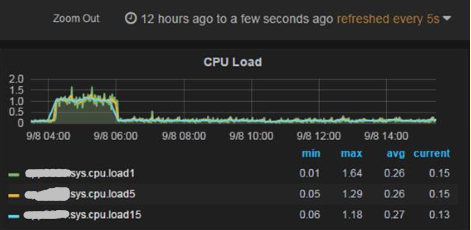 Zoom Out 12 hours ago to a few seconds ago refreshed every 5s
CPU Load
2.0
1.5
1.0
0.5
0
9/8 04:00 9/8 06:00 9/8 08:00 9/8 10:00 9/8 12:00 9/8 14:00
min max avg current
sys.cpu.load1 0.01 1.64 0.26 0.15
sys.cpu.load5 0.05 1.29 0.26 0.15
sys.cpu.load15 0.06 1.18 0.27 0.13